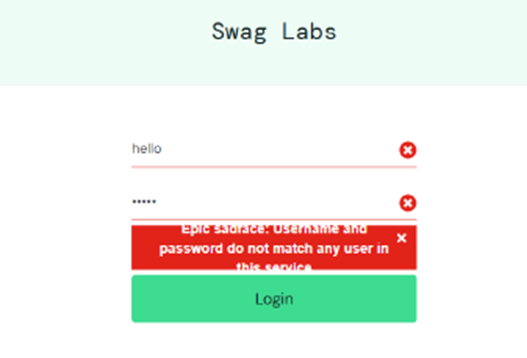 Swag Labs
hello
•••••
Epic sadface: Username and
password do not match any user in
this service
Login